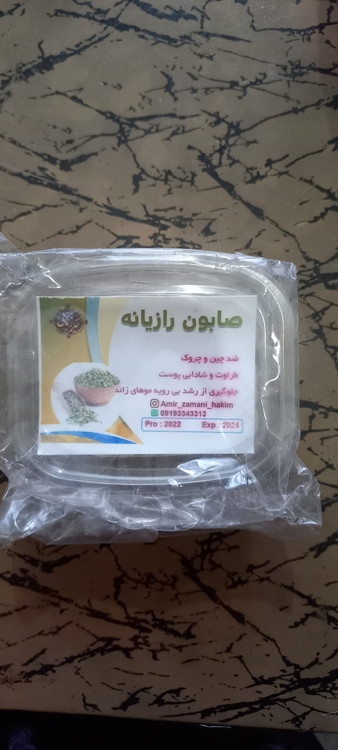 صابون رازیانه
ضد چین و چروک
طراوت و شادابی پوست
جلوگیری از رشد بی رویه موهای زائد
Amir_zamani_hakim
09193343313
Pro : 2022 Exp : 2024